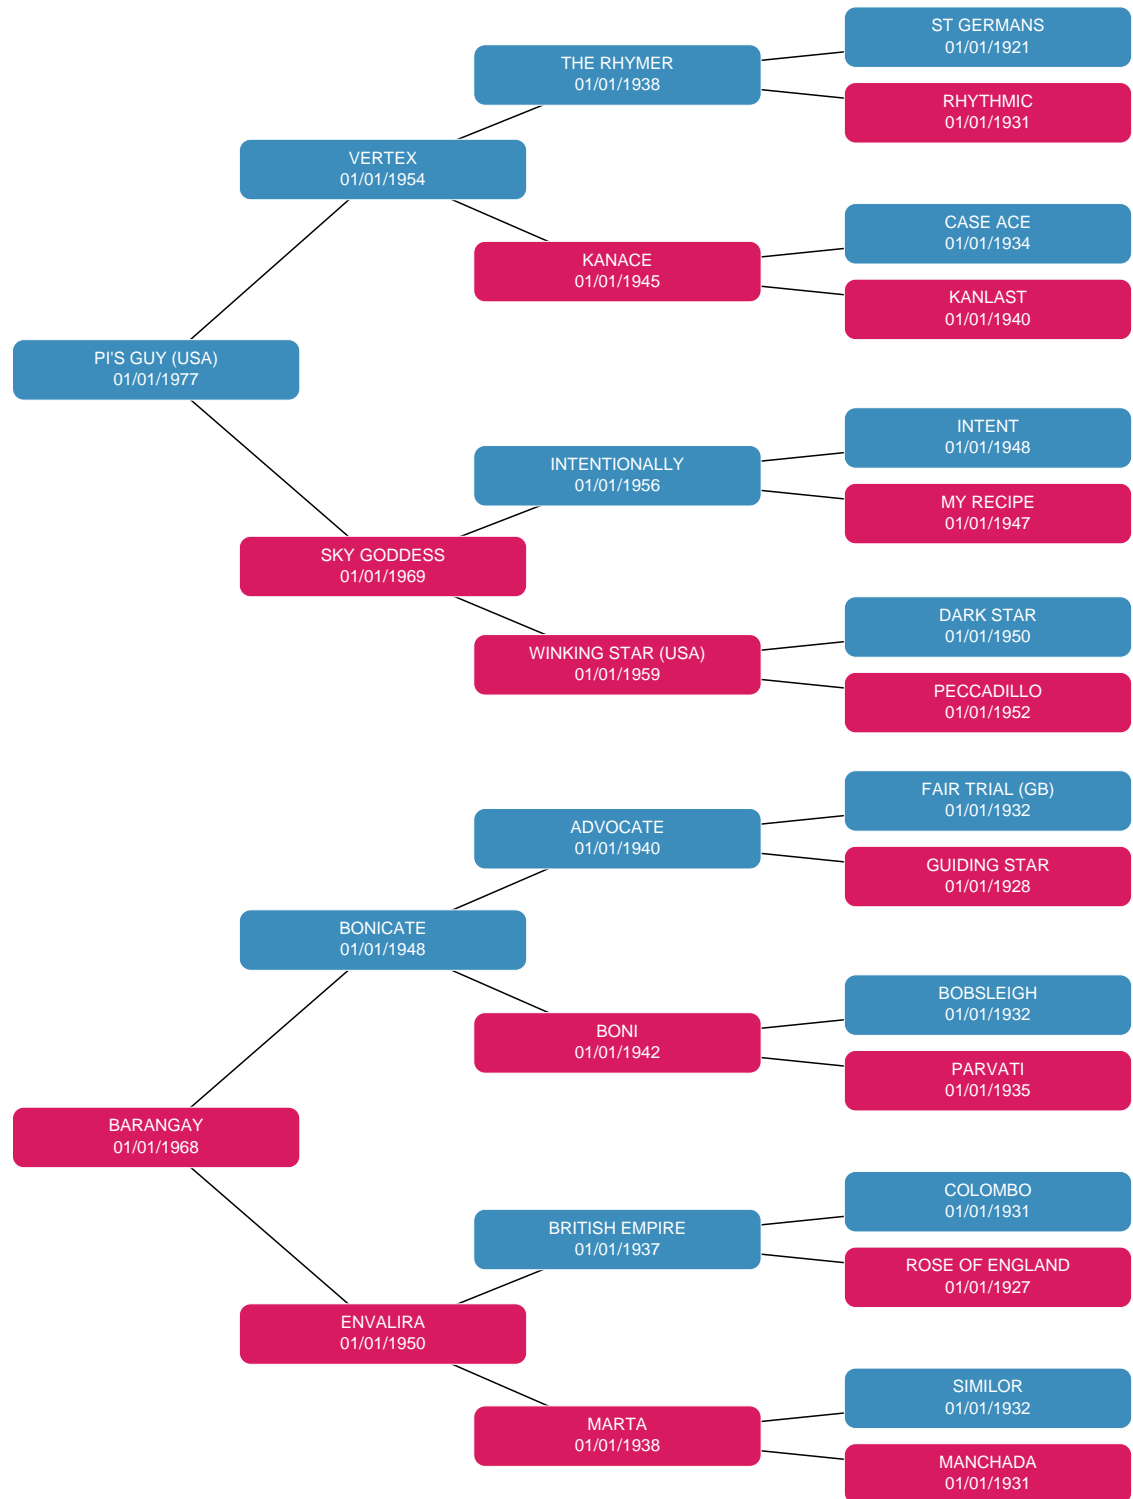 ST GERMANS
01/01/1921
THE RHYMER
01/01/1938
RHYTHMIC
01/01/1931
VERTEX
01/01/1954
CASE ACE
01/01/1934
KANACE
01/01/1945
KANLAST
01/01/1940
PI'S GUY (USA)
01/01/1977
INTENT
01/01/1948
INTENTIONALLY
01/01/1956
MY RECIPE
01/01/1947
SKY GODDESS
01/01/1969
DARK STAR
01/01/1950
WINKING STAR (USA)
01/01/1959
PECCADILLO
01/01/1952
FAIR TRIAL (GB)
01/01/1932
ADVOCATE
01/01/1940
GUIDING STAR
01/01/1928
BONICATE
01/01/1948
BOBSLEIGH
01/01/1932
BONI
01/01/1942
PARVATI
01/01/1935
BARANGAY
01/01/1968
COLOMBO
01/01/1931
BRITISH EMPIRE
01/01/1937
ROSE OF ENGLAND
01/01/1927
ENVALIRA
01/01/1950
SIMILOR
01/01/1932
MARTA
01/01/1938
MANCHADA
01/01/1931